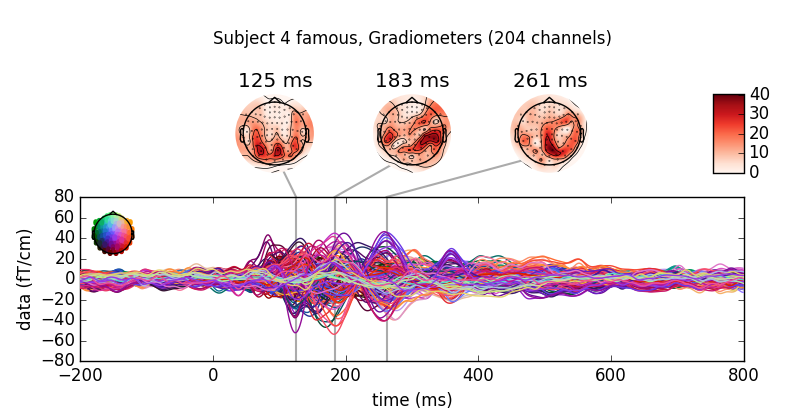 Subject 4 famous, Gradiometers (204 channels)
125 ms 183 ms 261 ms
40
30
20
10
0
80
60
40
20
0
−20
−40
−60
−80
data (fT/cm)
−200 0 200 400 600 800
time (ms)